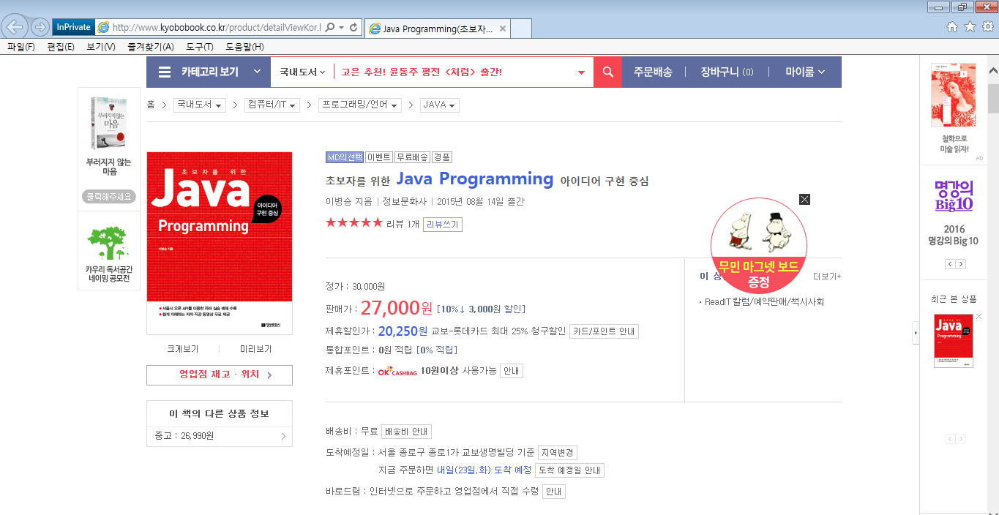 InPrivate
http://www.kyobobook.co.kr/product/detailViewKor.l
Java Programming(초보자...
파일(F) 편집(E) 보기(V) 즐겨찾기(A) 도구(T) 도움말(H)
카테고리 보기
국내도서
고은 추천! 윤동주 평전 <처럼> 출간!
주문배송
장바구니 (0)
마이룸
홈 > 국내도서 > 컴퓨터/IT > 프로그래밍/언어 > JAVA
부러지지 않는
마음
부러지지 않는
마음
클릭해주세요
카우리 독서공간
네이밍 공모전
초보자를 위한
Java
Programming
아이디어
구현 중심
이병승 지음
크게보기
미리보기
영업점 재고 · 위치 >
이 책의 다른 상품 정보
중고 : 26,990원
MD의선택 이벤트 무료배송 경품
초보자를 위한 Java Programming 아이디어 구현 중심
이병승 지음 | 정보문화사 | 2015년 08월 14일 출간
★★★★★ 리뷰 1개 리뷰쓰기
정가 : 30,000원
판매가 : 27,000원 [10%↓ 3,000원 할인]
제휴할인가 : 20,250원 교보-롯데카드 최대 25% 청구할인 카드/포인트 안내
통합포인트 : 0원 적립 [0% 적립]
제휴포인트 : OK CASHBAG 10원이상 사용가능 안내
무민 마그넷 보드
증정
이 상
더보기+
· ReadIT 칼럼/예약판매/책시사회
배송비 : 무료 배송비 안내
도착예정일 : 서울 종로구 종로1가 교보생명빌딩 기준 지역변경
지금 주문하면 내일(23일,화) 도착 예정 도착 예정일 안내
바로드림 : 인터넷으로 주문하고 영업점에서 직접 수령 안내
철학으로
미술 읽자!
AD
명강의
Big10
2016
명강의 Big 10
최근 본 상품
Java
Programming